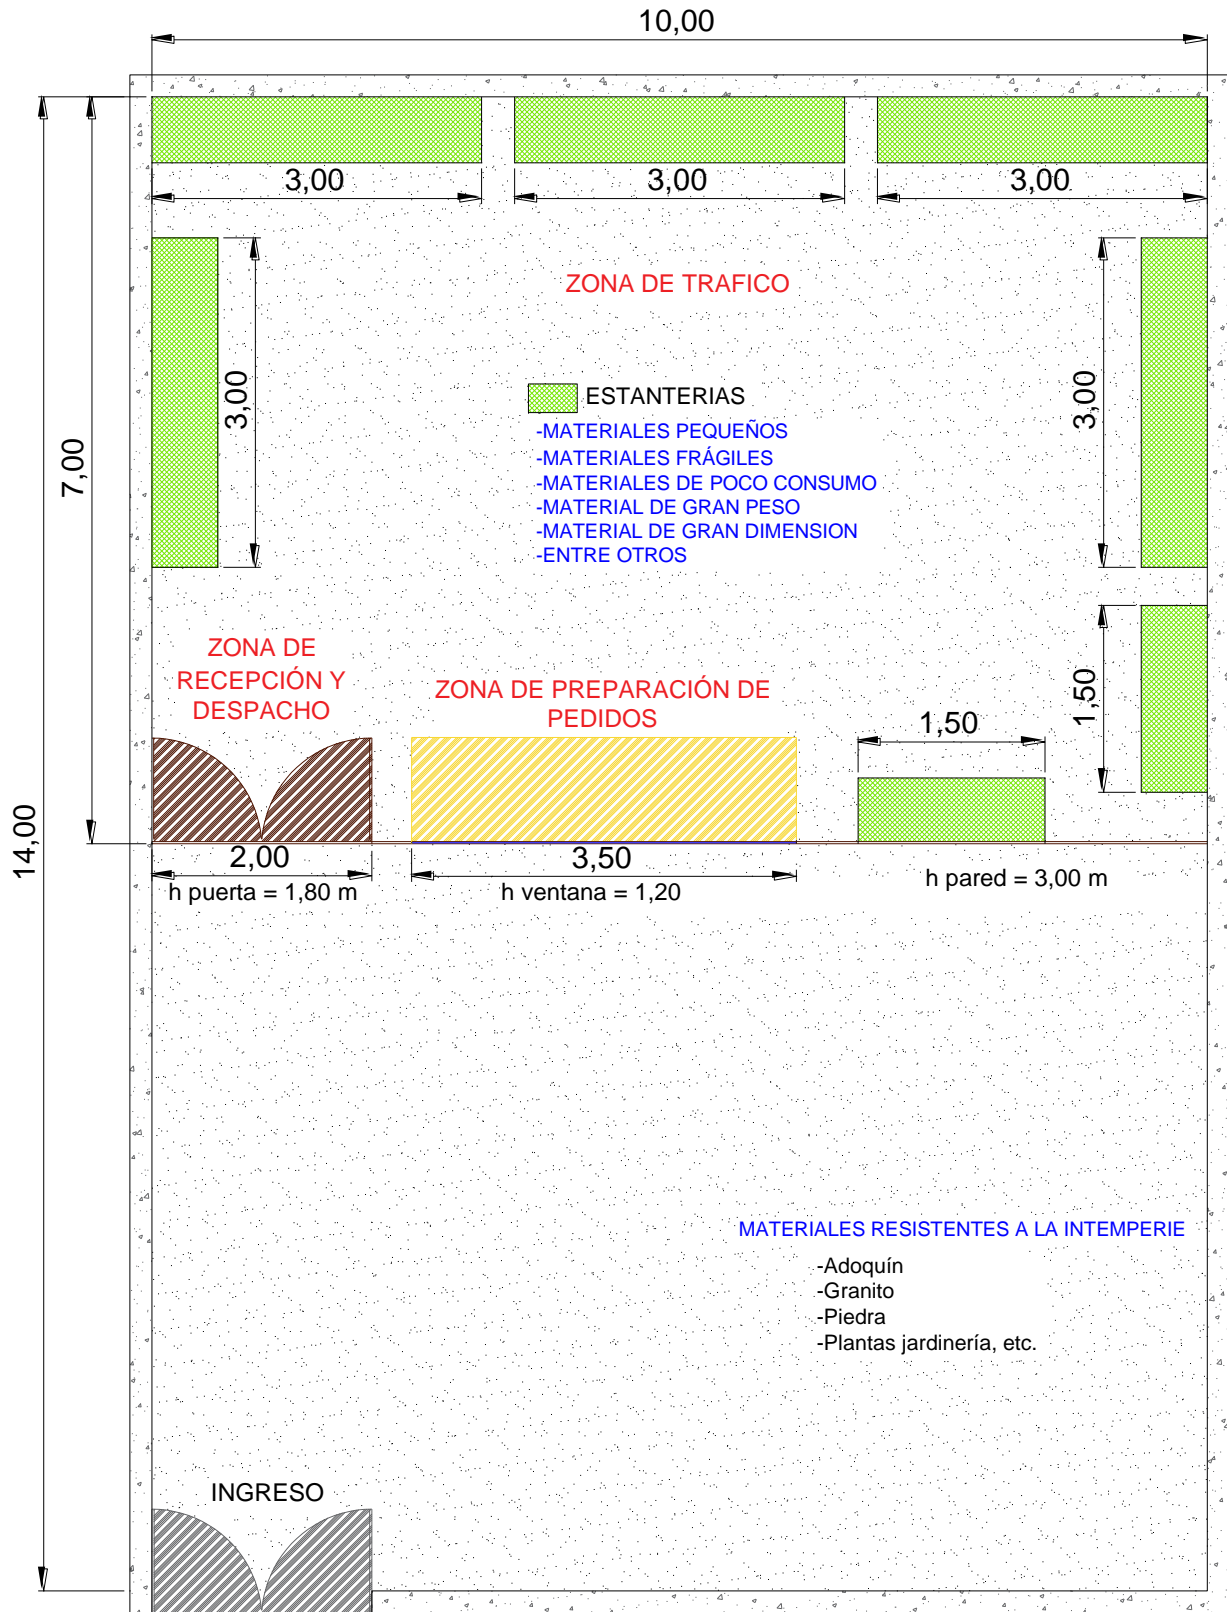 10,00
3,00
3,00
3,00
ZONA DE TRAFICO
3,00
3,00
ESTANTERIAS
-MATERIALES PEQUEÑOS
-MATERIALES FRÁGILES
-MATERIALES DE POCO CONSUMO
-MATERIAL DE GRAN PESO
-MATERIAL DE GRAN DIMENSION
-ENTRE OTROS
7,00
ZONA DE
RECEPCIÓN Y
DESPACHO
ZONA DE PREPARACIÓN DE
PEDIDOS
1,50
1,50
14,00
2,00
3,50
h puerta = 1,80 m
h ventana = 1,20
h pared = 3,00 m
MATERIALES RESISTENTES A LA INTEMPERIE
-Adoquín
-Granito
-Piedra
-Plantas jardinería, etc.
INGRESO